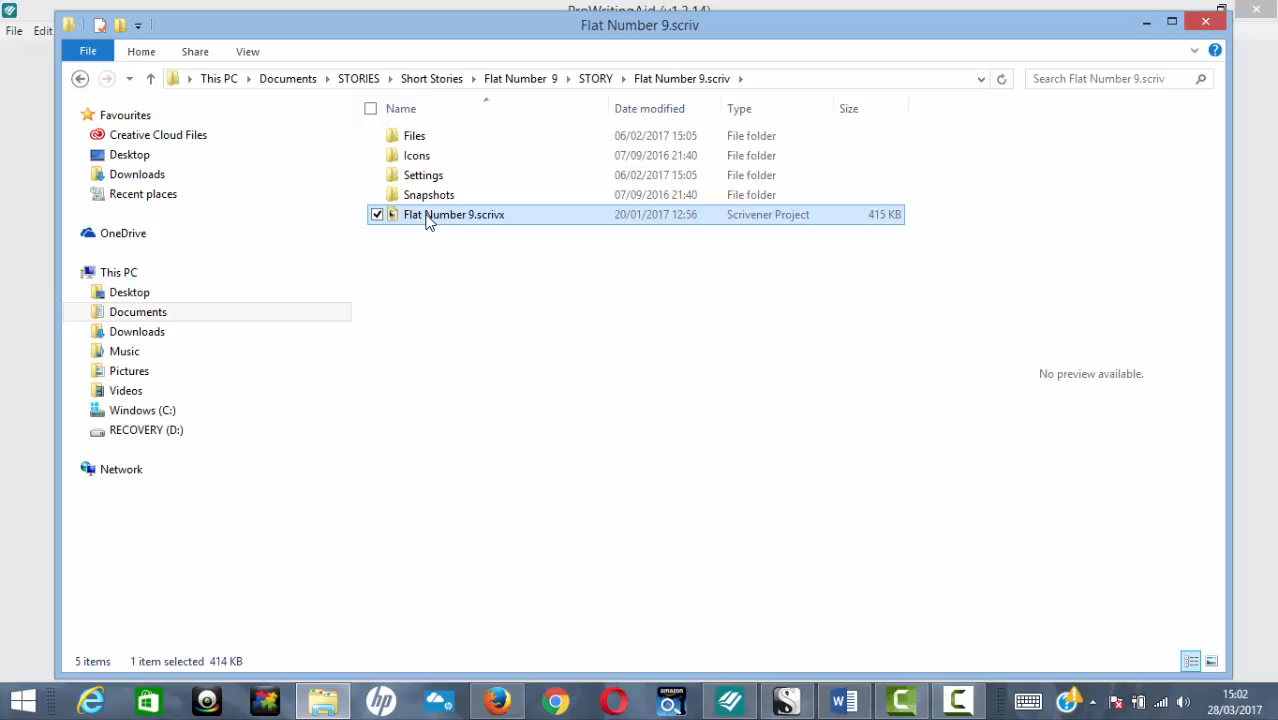 ProWritingAid (v1.2.14)
Flat Number 9.scriv
File Edit
File Home Share View
This PC Documents STORIES Short Stories Flat Number 9 STORY Flat Number 9.scriv Search Flat Number 9.scriv
Name Date modified Type Size
Favourites
Creative Cloud Files
Desktop
Downloads
Recent places
OneDrive
This PC
Desktop
Documents
Downloads
Music
Pictures
Videos
Windows (C:)
RECOVERY (D:)
Network
Files 06/02/2017 15:05 File folder
Icons 07/09/2016 21:40 File folder
Settings 06/02/2017 15:05 File folder
Snapshots 07/09/2016 21:40 File folder
Flat Number 9.scrivx 20/01/2017 12:56 Scrivener Project 415 KB
No preview available.
5 items 1 item selected 414 KB
hp
amazon
15:02
28/03/2017